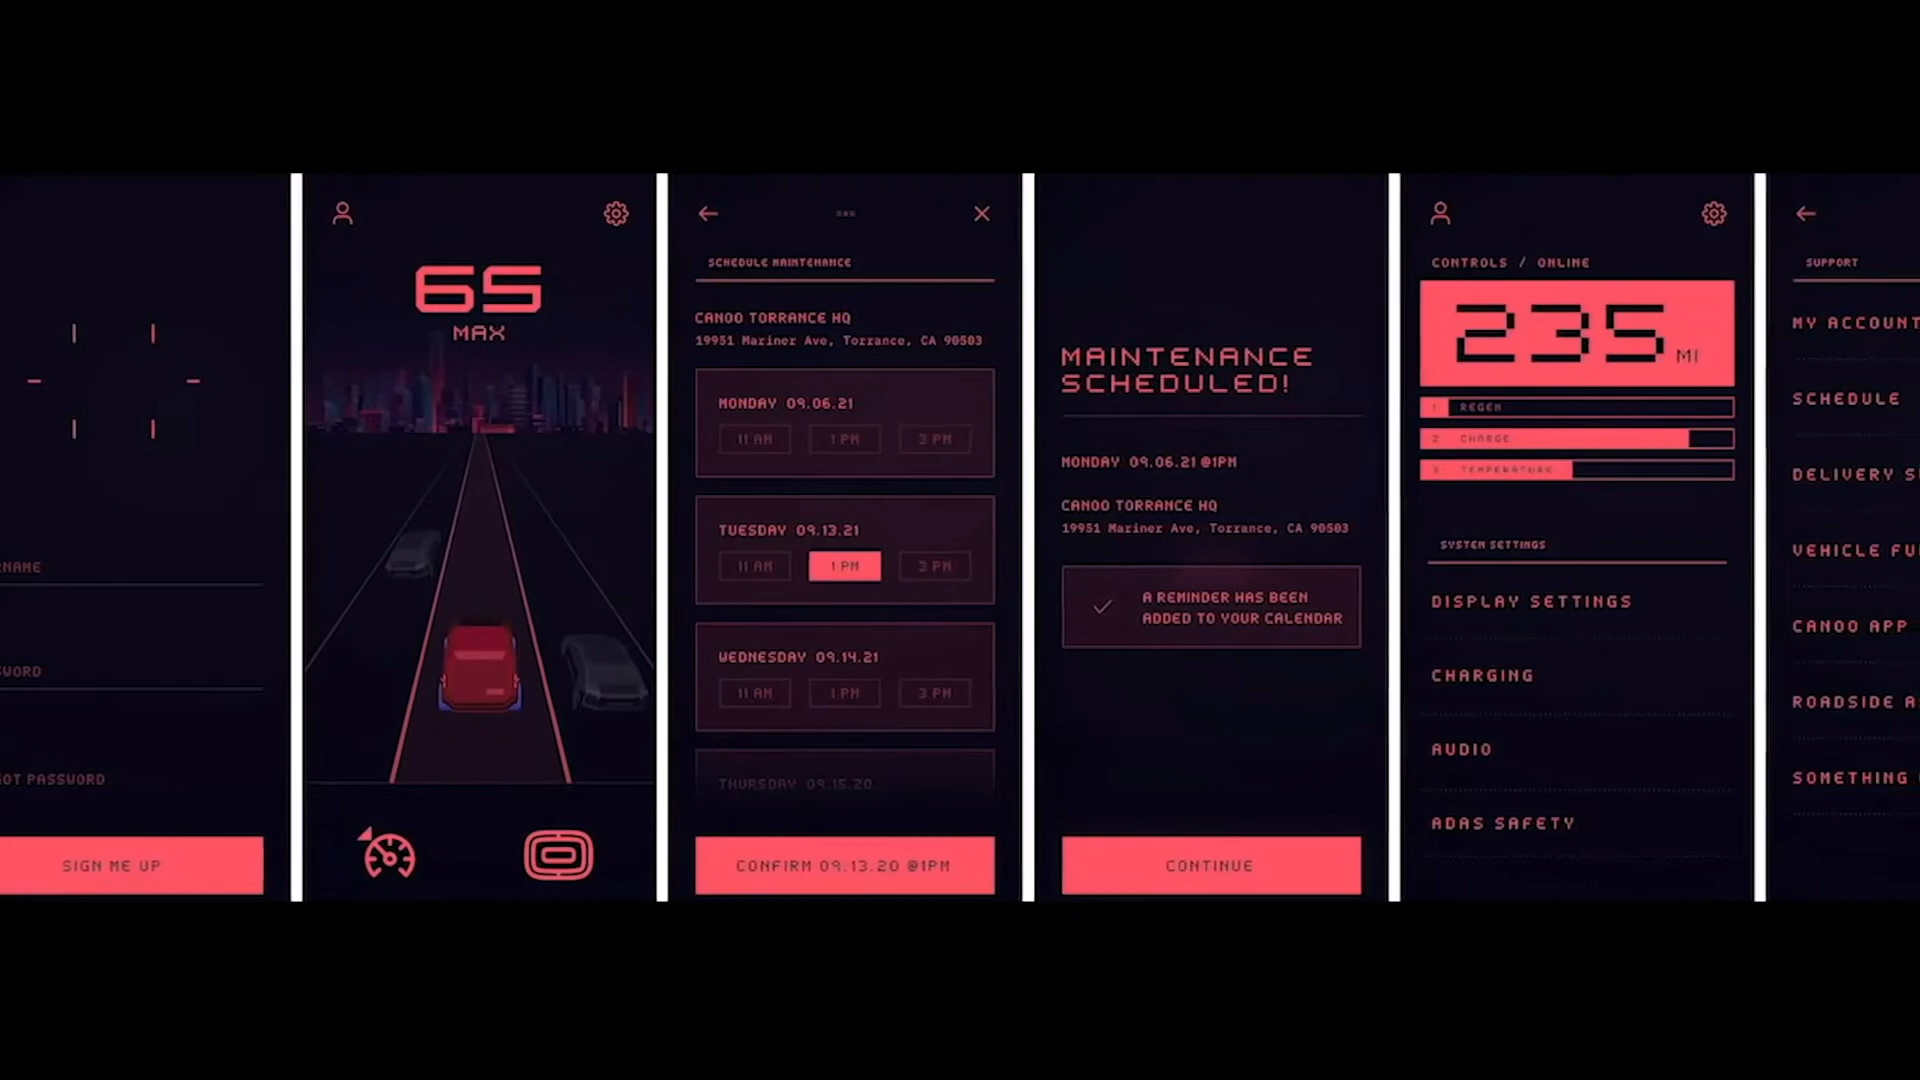 NAME
WORD
OT PASSWORD
SIGN ME UP
65
MAX
SCHEDULE MAINTENANCE
CANOO TORRANCE HQ
19951 Mariner Ave, Torrance, CA 90503
MONDAY 09.06.21
11 AM 1 PM 3 PM
TUESDAY 09.13.21
11 AM 1 PM 3 PM
WEDNESDAY 09.14.21
11 AM 1 PM 3 PM
THURSDAY 09.15.20
CONFIRM 09.13.20 @1PM
MAINTENANCE
SCHEDULED!
MONDAY 09.06.21 @1PM
CANOO TORRANCE HQ
19951 Mariner Ave, Torrance, CA 90503
A REMINDER HAS BEEN
ADDED TO YOUR CALENDAR
CONTINUE
CONTROLS / ONLINE
235 MI
1 REGEN
2 CHARGE
3 TEMPERATURE
SYSTEM SETTINGS
DISPLAY SETTINGS
CHARGING
AUDIO
ADAS SAFETY
SUPPORT
MY ACCOUNT
SCHEDULE
DELIVERY S
VEHICLE FU
CANOO APP
ROADSIDE A
SOMETHING